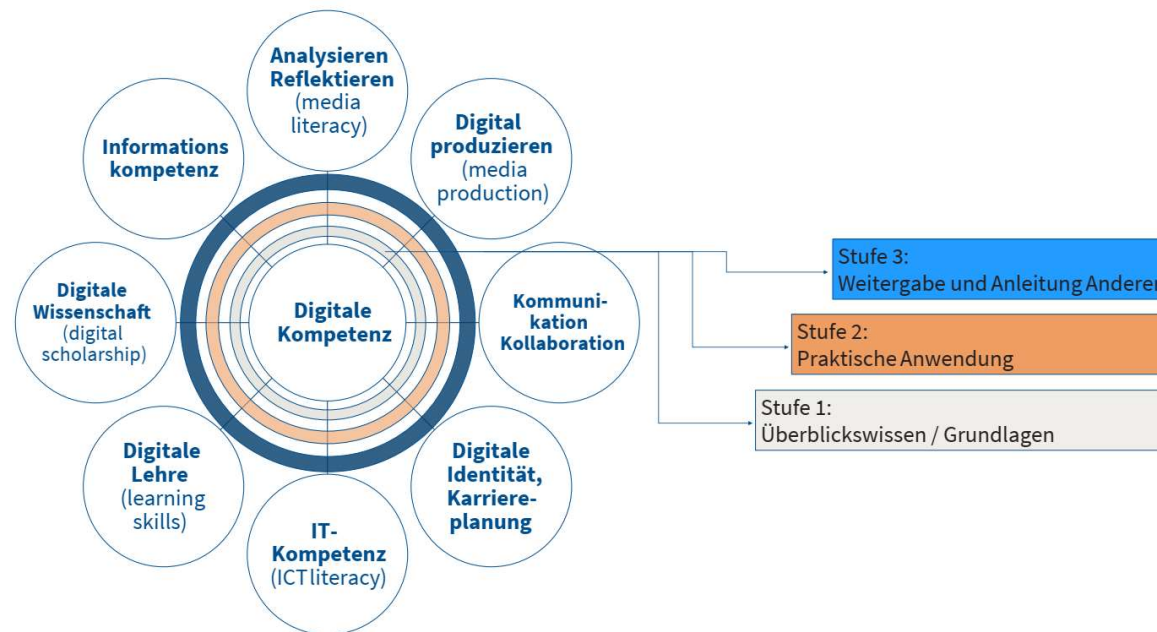 Analysieren
Reflektieren
(media
literacy)
Digital
produzieren
(media
production)
Informations
kompetenz
Digitale
Wissenschaft
(digital
scholarship)
Digitale
Kompetenz
Kommuni-
kation
Kollaboration
Digitale
Lehre
(learning
skills)
IT-
Kompetenz
(ICT literacy)
Digitale
Identität,
Karriere-
planung
Stufe 3:
Weitergabe und Anleitung Anderer
Stufe 2:
Praktische Anwendung
Stufe 1:
Überblickswissen / Grundlagen